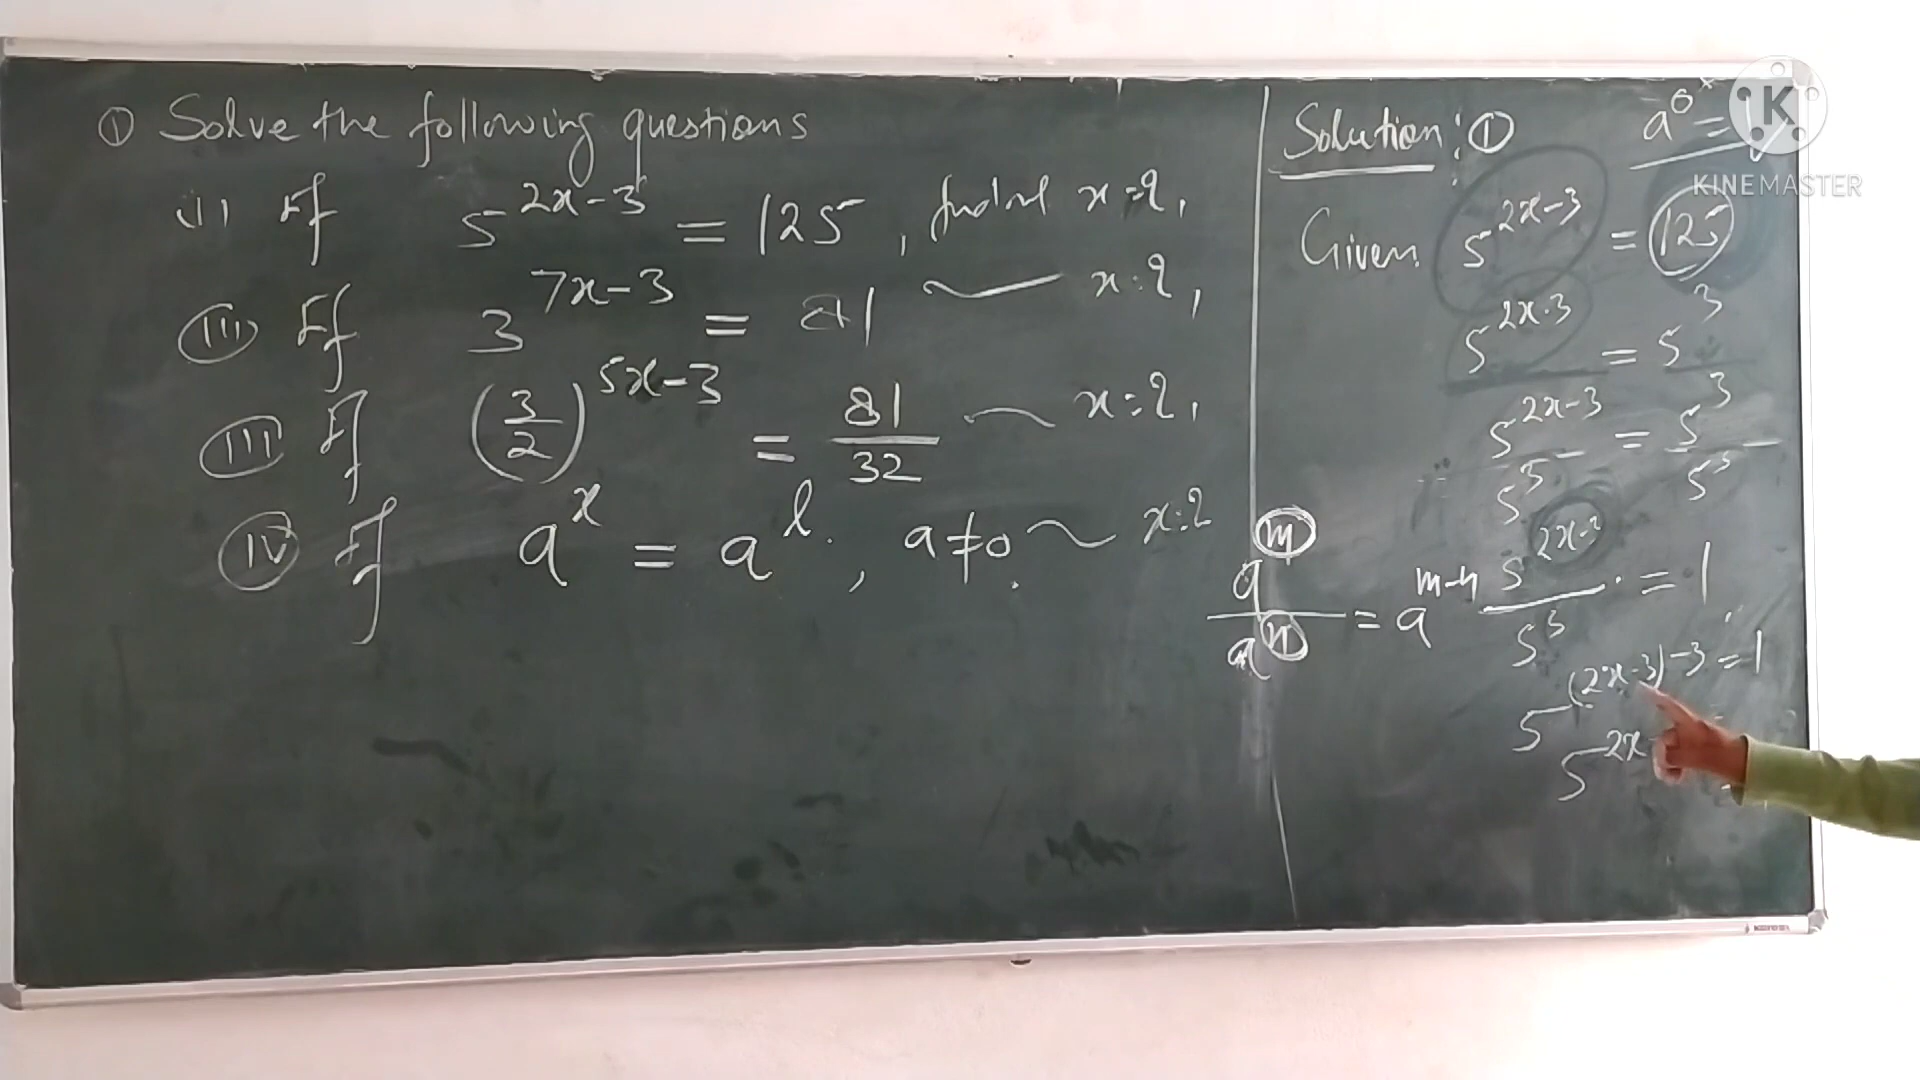 ① Solve the following questions
(i) If 5^{2x-3} = 125, find x=?,
(iii) If 3^{7x-3} = 81 ~ x=?,
(iii) If (3/2)^{5x-3} = 81/32 ~ x=?,
(iv) If a^x = a^l, a≠0 ~ x=?
Solution: ①
a^0 = 1
KINEMASTER
Given 5^{2x-3} = 125
5^{2x-3} = 5^3
5^{2x-3}/5^3 = 5^3/5^3
a^m/a^n = a^{m-n}
5^{2x-3}/5^3 = 1
5^{(2x-3)-3} = 1
5^{2x